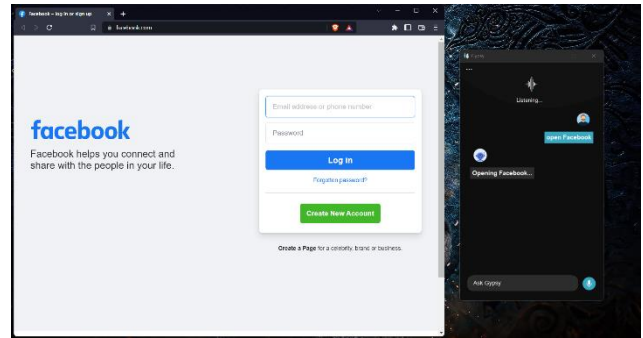 facebook – log in or sign up
facebook.com
facebook
Facebook helps you connect and
share with the people in your life.
Email address or phone number
Password
Log in
Forgotten password?
Create New Account
Create a Page for a celebrity, brand or business.
Gypsy
Listening...
open Facebook
Opening Facebook...
Ask Gypsy